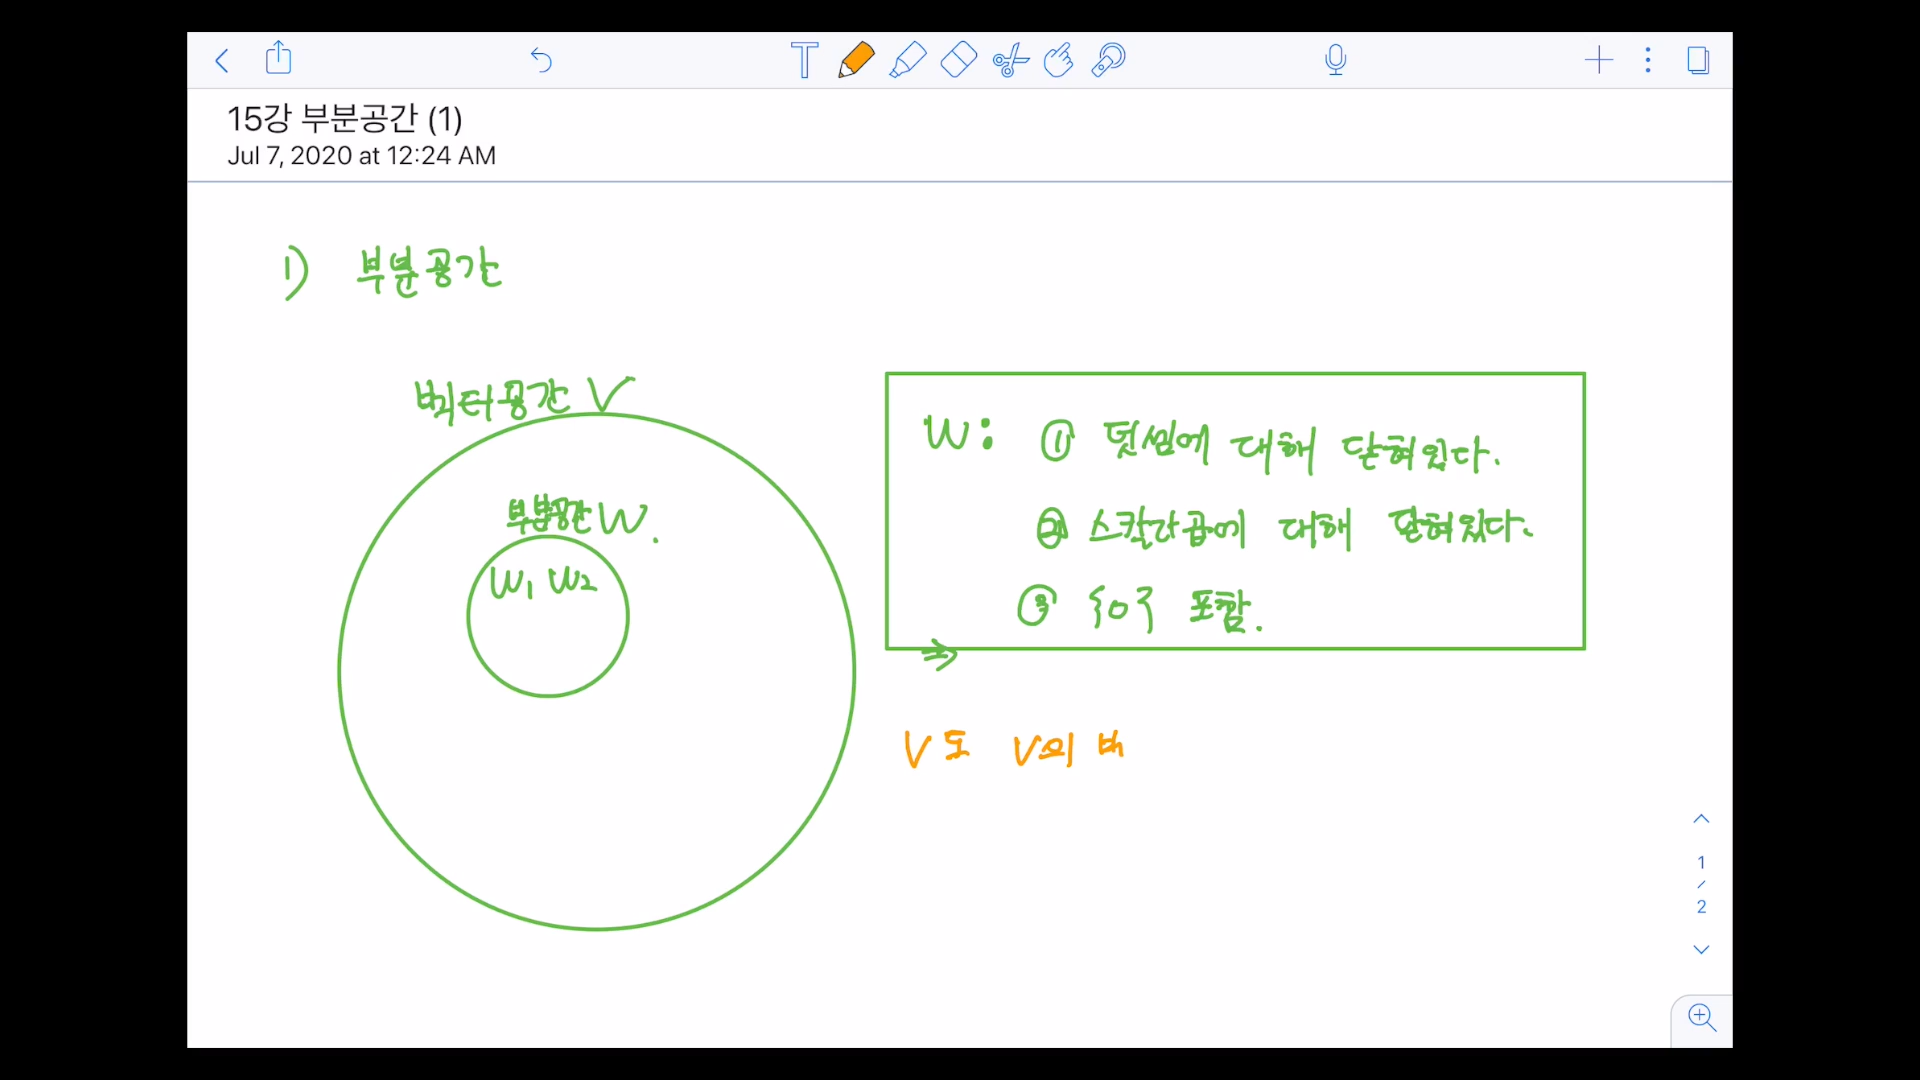 15강 부분공간 (1)
Jul 7, 2020 at 12:24 AM
1) 부분공간
벡터공간 V
부분공간 W.
W1 W2
W: ① 덧셈에 대해 닫혀있다.
② 스칼라곱에 대해 닫혀있다.
③ {0} 포함.
⇒
V도 V의 벡
1
/
2